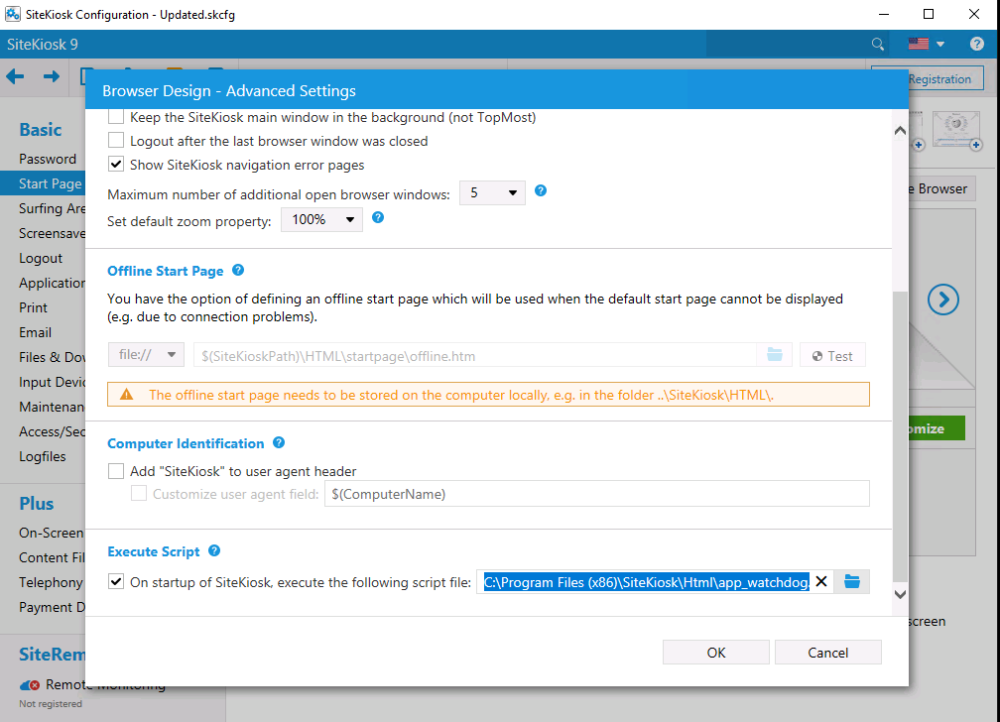 SiteKiosk Configuration - Updated.skcfg
SiteKiosk 9
Registration
Browser Design - Advanced Settings
Basic
Password
Start Page
Surfing Are
Screensave
Logout
Application
Print
Email
Files & Dov
Input Devic
Maintenan
Access/Sec
Logfiles
Plus
On-Screen
Content Fil
Telephony
Payment D
SiteRem
Remote Monitoring
Not registered
Keep the SiteKiosk main window in the background (not TopMost)
Logout after the last browser window was closed
Show SiteKiosk navigation error pages
Maximum number of additional open browser windows: 5
Set default zoom property: 100%
Offline Start Page
You have the option of defining an offline start page which will be used when the default start page cannot be displayed
(e.g. due to connection problems).
file:// $(SiteKioskPath)\HTML\startpage\offline.htm Test
The offline start page needs to be stored on the computer locally, e.g. in the folder ..\SiteKiosk\HTML\.
Computer Identification
Add "SiteKiosk" to user agent header
Customize user agent field: $(ComputerName)
Execute Script
On startup of SiteKiosk, execute the following script file: C:\Program Files (x86)\SiteKiosk\Html\app_watchdog.
OK Cancel
e Browser
omize
screen